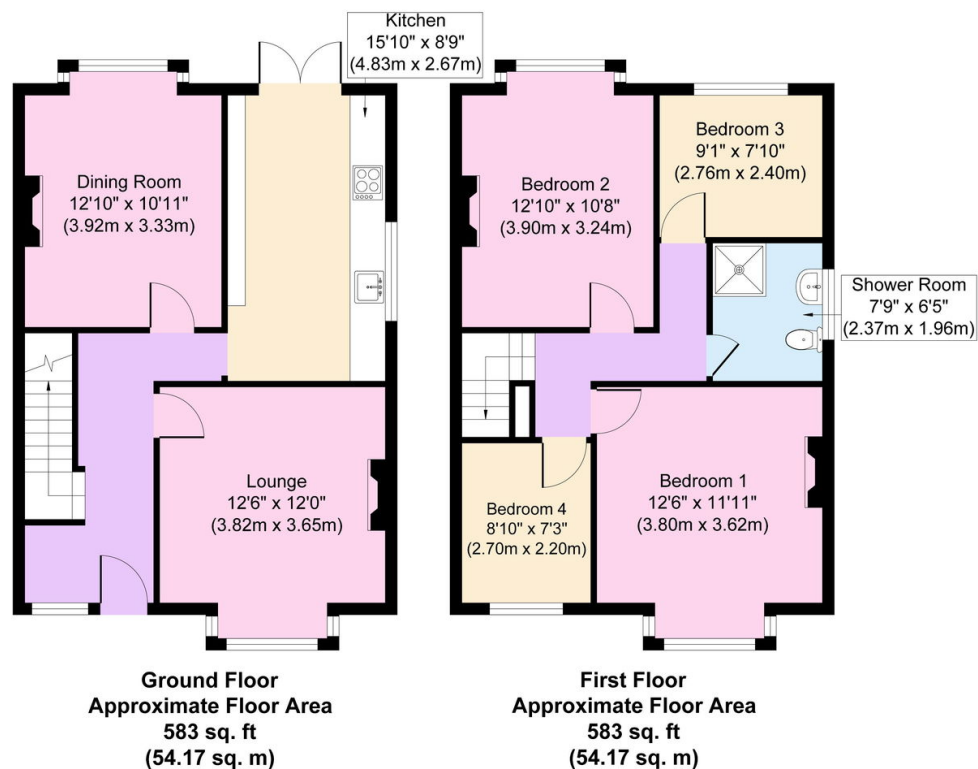 Kitchen
15'10" x 8'9"
(4.83m x 2.67m)
Dining Room
12'10" x 10'11"
(3.92m x 3.33m)
Lounge
12'6" x 12'0"
(3.82m x 3.65m)
Ground Floor
Approximate Floor Area
583 sq. ft
(54.17 sq. m)
Bedroom 3
9'1" x 7'10"
(2.76m x 2.40m)
Bedroom 2
12'10" x 10'8"
(3.90m x 3.24m)
Shower Room
7'9" x 6'5"
(2.37m x 1.96m)
Bedroom 1
12'6" x 11'11"
(3.80m x 3.62m)
Bedroom 4
8'10" x 7'3"
(2.70m x 2.20m)
First Floor
Approximate Floor Area
583 sq. ft
(54.17 sq. m)